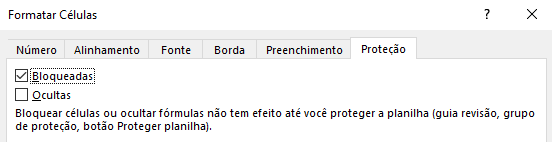 Formatar Células ? ×
Número Alinhamento Fonte Borda Preenchimento Proteção
Bloqueadas
Ocultas
Bloquear células ou ocultar fórmulas não tem efeito até você proteger a planilha (guia revisão, grupo
de proteção, botão Proteger planilha).